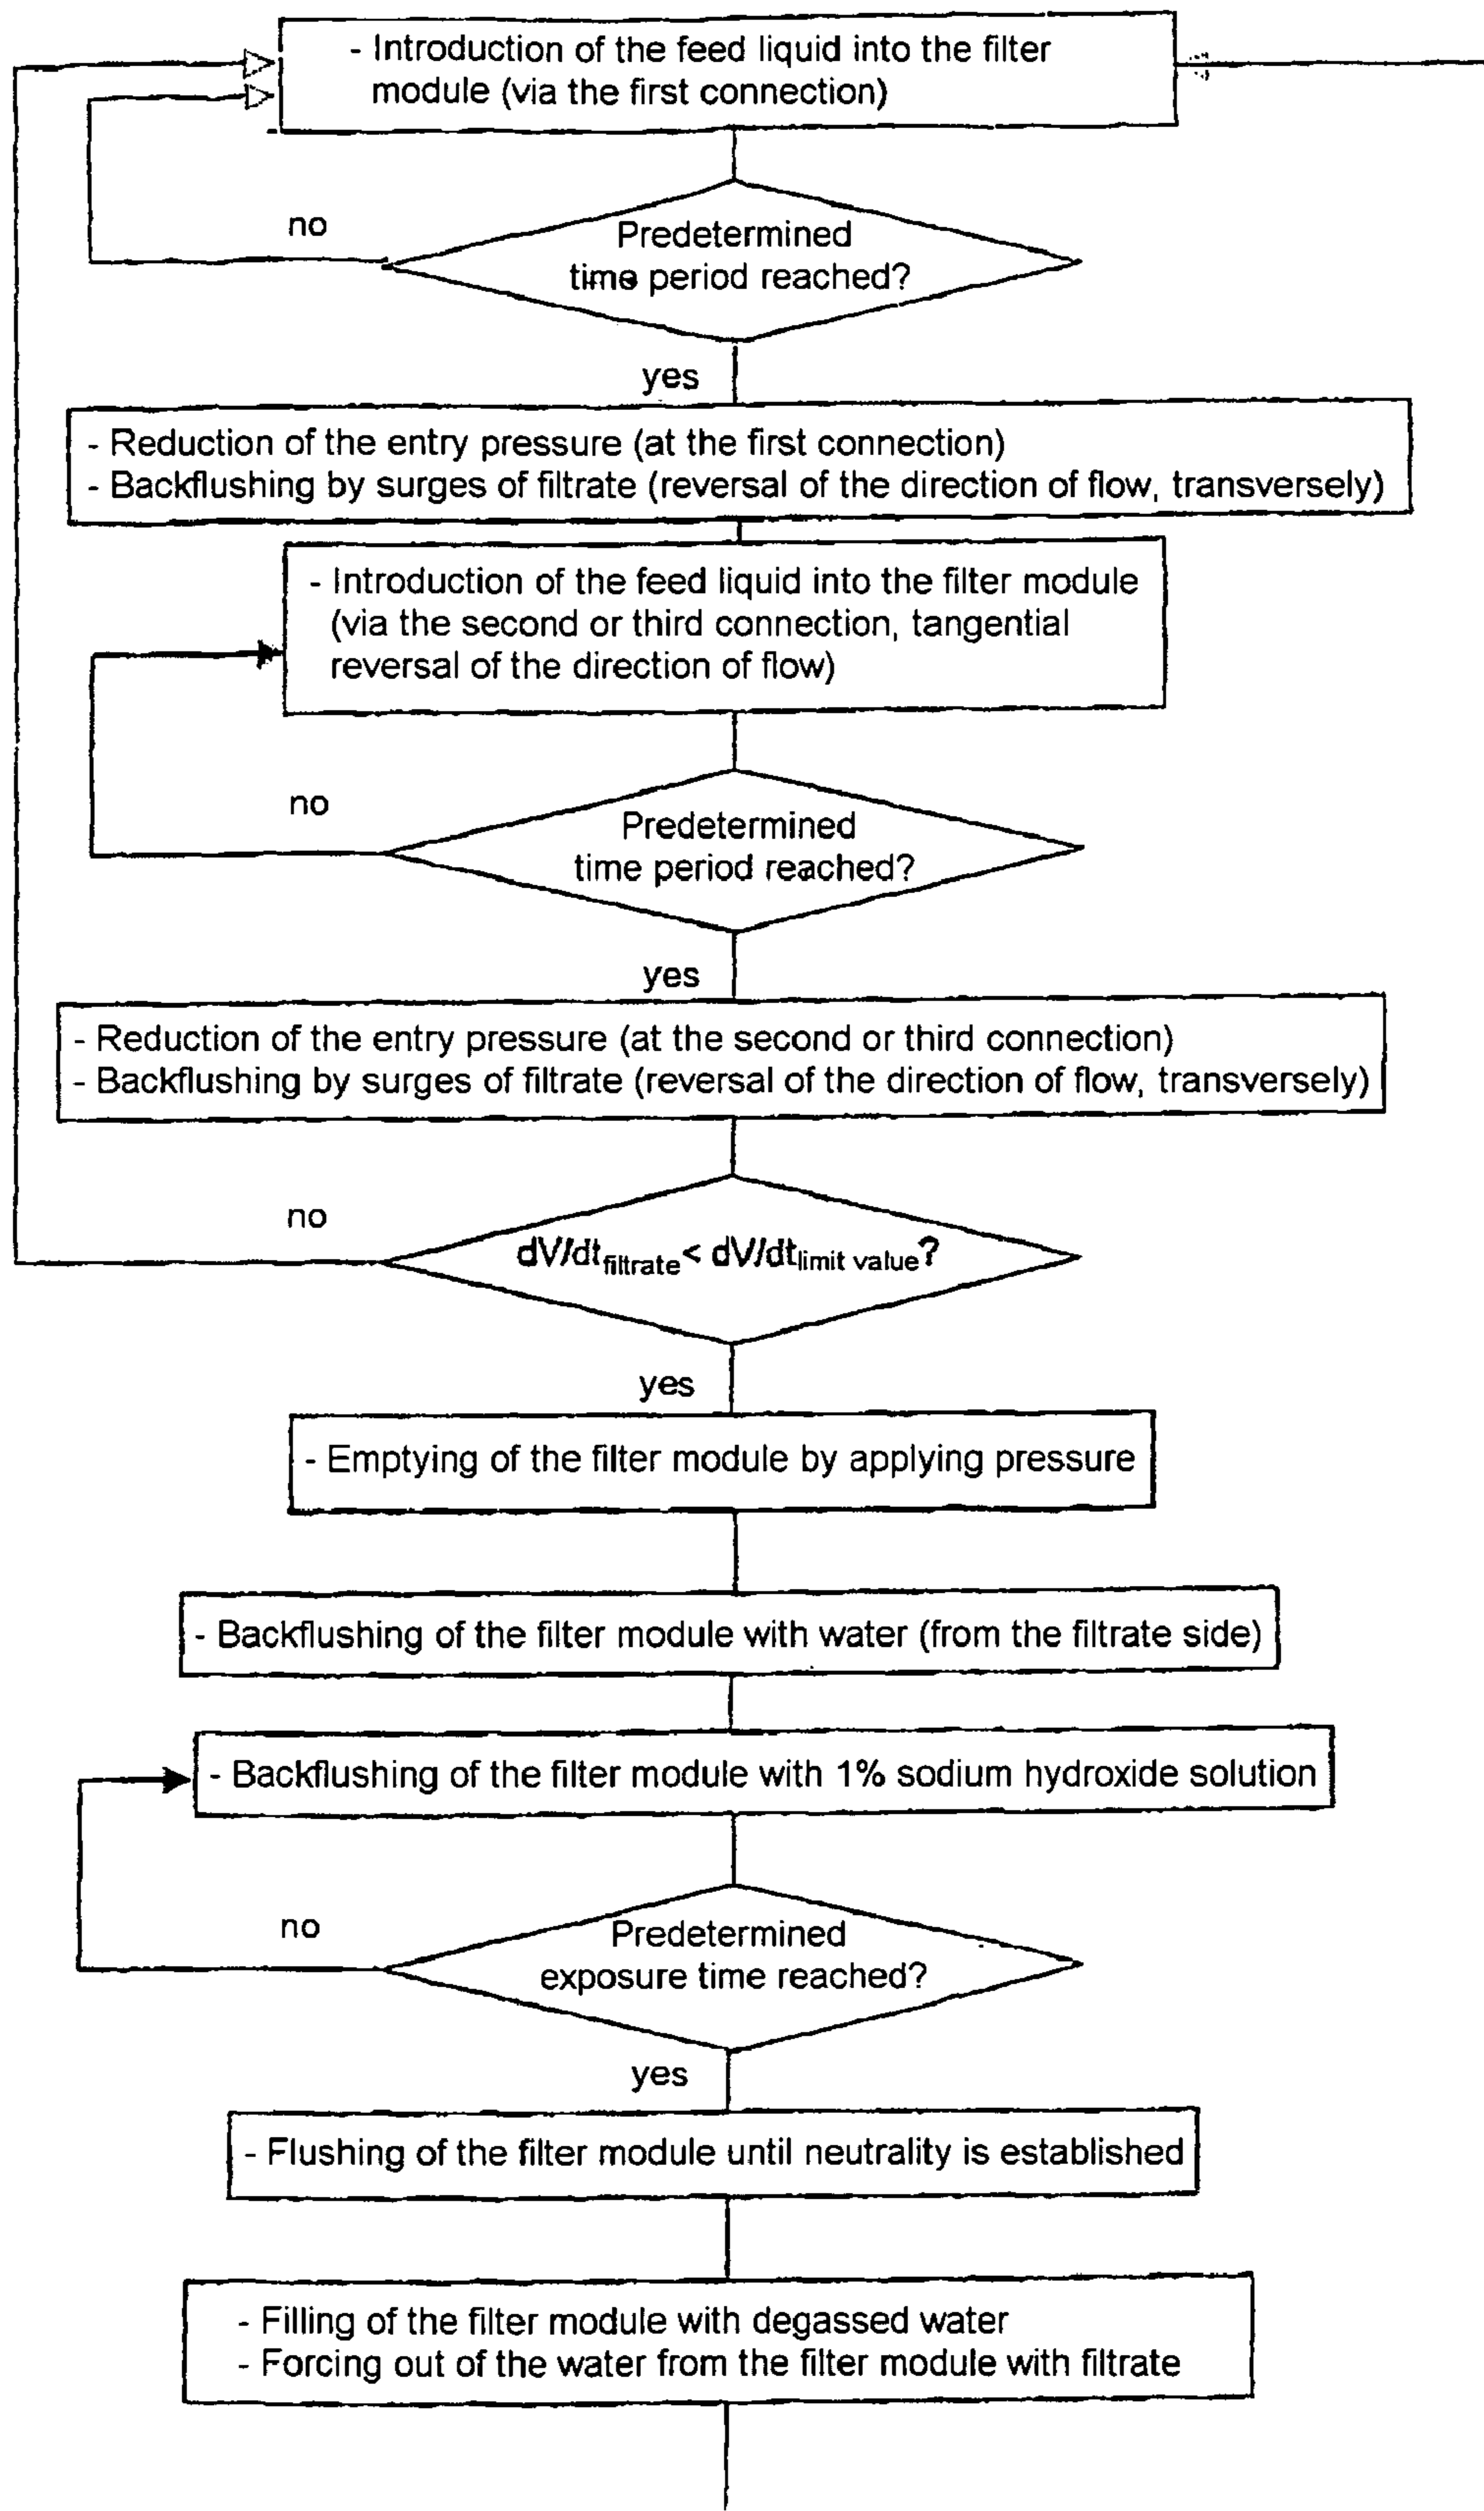 - Introduction of the feed liquid into the filter
module (via the first connection)
no
Predetermined
time period reached?
yes
- Reduction of the entry pressure (at the first connection)
- Backflushing by surges of filtrate (reversal of the direction of flow, transversely)
- Introduction of the feed liquid into the filter module
(via the second or third connection, tangential
reversal of the direction of flow)
no
Predetermined
time period reached?
yes
- Reduction of the entry pressure (at the second or third connection)
- Backflushing by surges of filtrate (reversal of the direction of flow, transversely)
no
dV/dt filtrate < dV/dt limit value?
yes
- Emptying of the filter module by applying pressure
- Backflushing of the filter module with water (from the filtrate side)
- Backflushing of the filter module with 1% sodium hydroxide solution
no
Predetermined
exposure time reached?
yes
- Flushing of the filter module until neutrality is established
- Filling of the filter module with degassed water
- Forcing out of the water from the filter module with filtrate